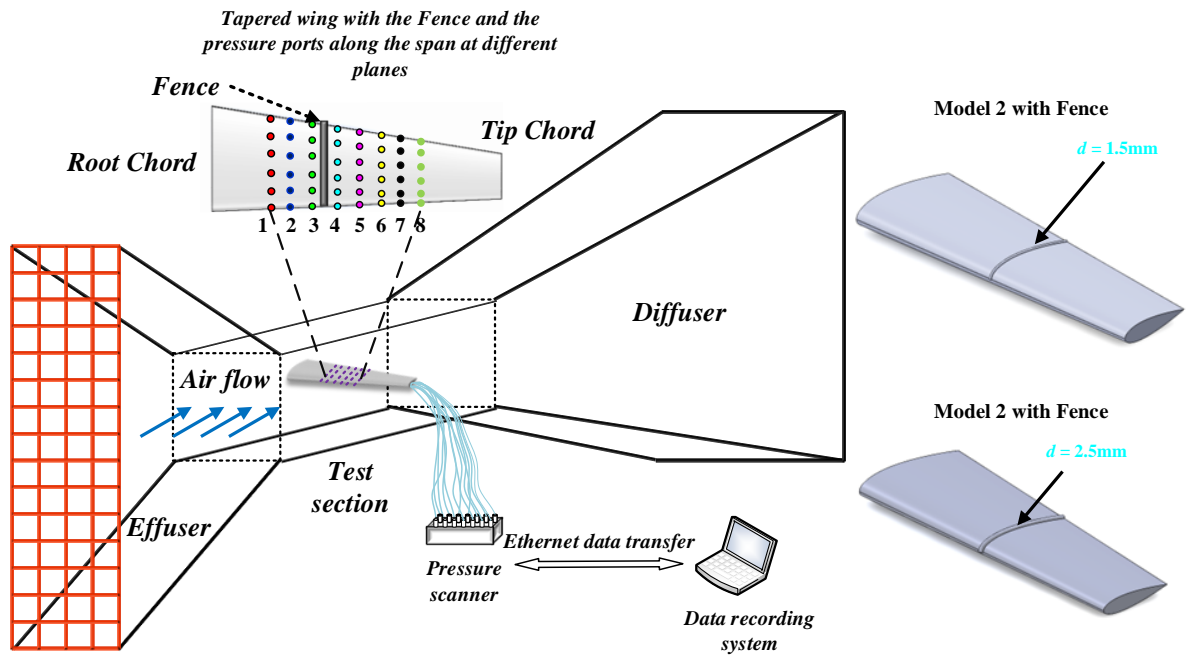 Tapered wing with the Fence and the
pressure ports along the span at different
planes
Fence
Root Chord
Tip Chord
1 2 3 4 5 6 7 8
Air flow
Diffuser
Test
section
Effuser
Ethernet data transfer
Pressure
scanner
Data recording
system
Model 2 with Fence
d = 1.5mm
Model 2 with Fence
d = 2.5mm